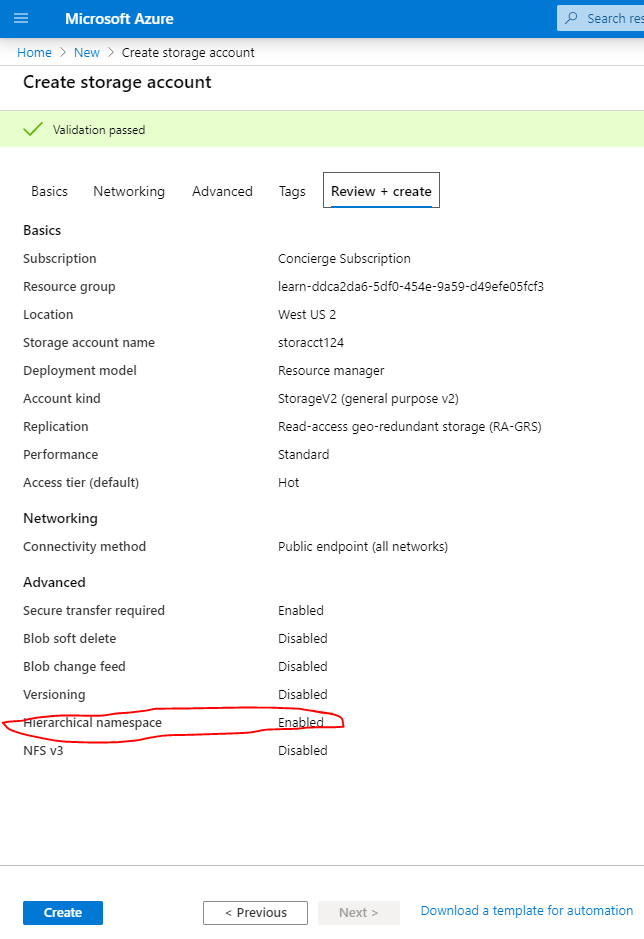 Microsoft Azure
Search res
Home > New > Create storage account
Create storage account
Validation passed
Basics Networking Advanced Tags Review + create
Basics
Subscription Concierge Subscription
Resource group learn-ddca2da6-5df0-454e-9a59-d49efe05fcf3
Location West US 2
Storage account name storacct124
Deployment model Resource manager
Account kind StorageV2 (general purpose v2)
Replication Read-access geo-redundant storage (RA-GRS)
Performance Standard
Access tier (default) Hot
Networking
Connectivity method Public endpoint (all networks)
Advanced
Secure transfer required Enabled
Blob soft delete Disabled
Blob change feed Disabled
Versioning Disabled
Hierarchical namespace Enabled
NFS v3 Disabled
Create < Previous Next > Download a template for automation